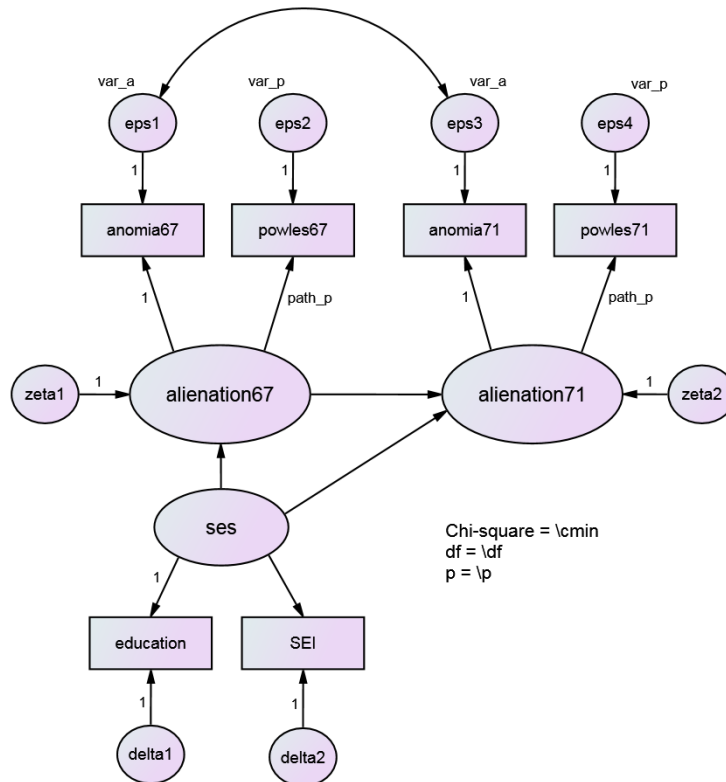 var_a
var_a
var_p
var_p
eps1
eps2
eps3
eps4
1
1
1
1
anomia67
powles67
anomia71
powles71
1
path_p
1
path_p
zeta1
1
alienation67
alienation71
1
zeta2
ses
Chi-square = \cmin
df = \df
p = \p
1
education
SEI
1
1
delta1
delta2